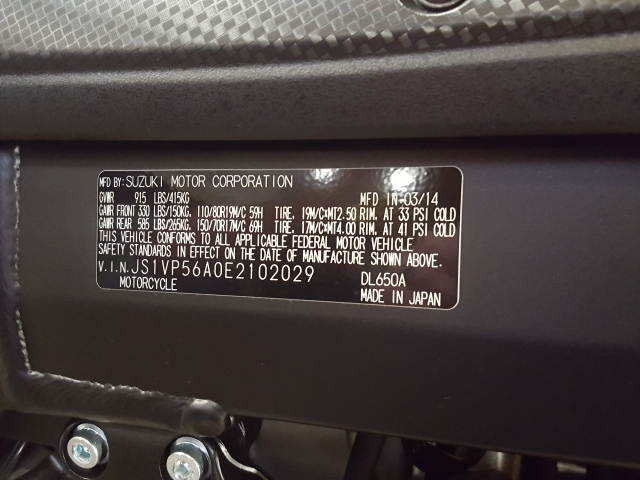 MFD BY: SUZUKI MOTOR CORPORATION
GVWR 915 LBS/415KG MFD IN 03/14
GAWR FRONT 330 LBS/150KG, 110/80R19M/C 59H TIRE, 19M/C×MT2.50 RIM, AT 33 PSI COLD
GAWR REAR 585 LBS/265KG, 150/70R17M/C 69H TIRE, 17M/C×MT4.00 RIM, AT 41 PSI COLD
THIS VEHICLE CONFORMS TO ALL APPLICABLE FEDERAL MOTOR VEHICLE
SAFETY STANDARDS IN EFFECT ON THE DATE OF MANUFACTURE SHOWN ABOVE.
V.I.N. JS1VP56A0E2102029 DL650A
MOTORCYCLE MADE IN JAPAN